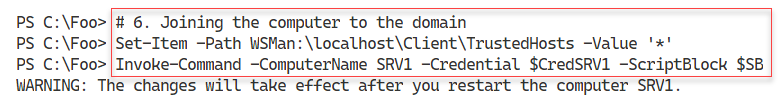 PS C:\Foo> # 6. Joining the computer to the domain
PS C:\Foo> Set-Item -Path WSMan:\localhost\Client\TrustedHosts -Value '*'
PS C:\Foo> Invoke-Command -ComputerName SRV1 -Credential $CredSRV1 -ScriptBlock $SB
WARNING: The changes will take effect after you restart the computer SRV1.